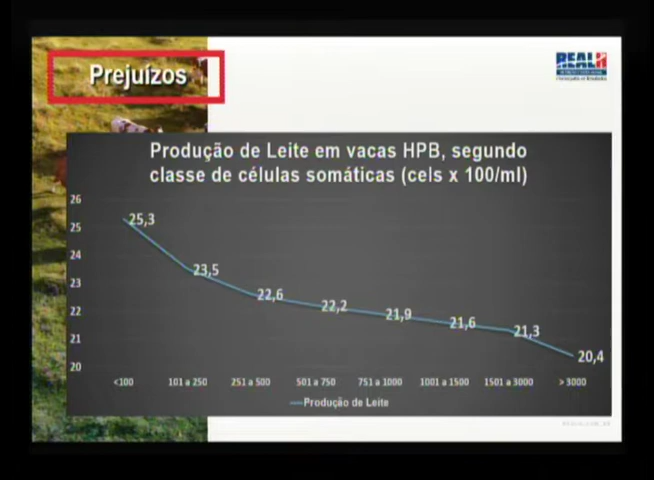 Prejuízos
REALH
Produção de Leite em vacas HPB, segundo
classe de células somáticas (cels x 100/ml)
26
25
24
23
22
21
20
25,3
23,5
22,6
22,2
21,9
21,6
21,3
20,4
<100 101 a 250 251 a 500 501 a 750 751 a 1000 1001 a 1500 1501 a 3000 > 3000
Produção de Leite